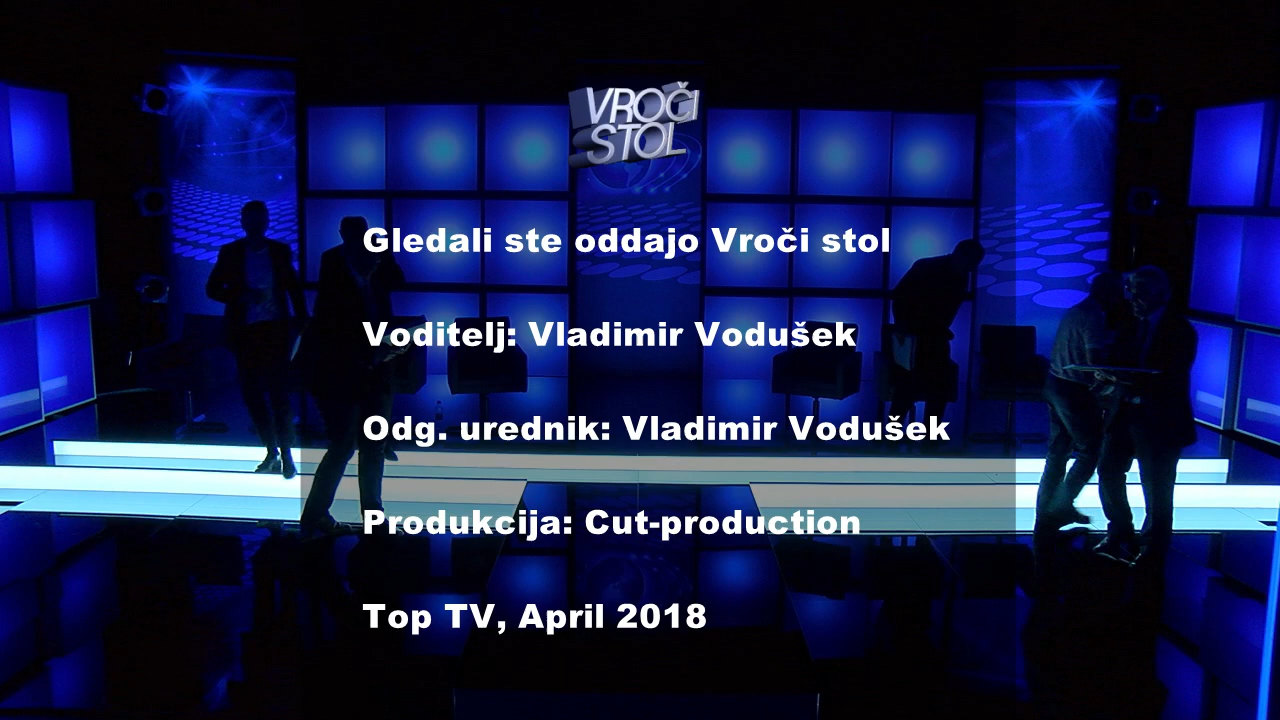 VROČI
STOL
Gledali ste oddajo Vroči stol
Voditelj: Vladimir Vodušek
Odg. urednik: Vladimir Vodušek
Produkcija: Cut-production
Top TV, April 2018